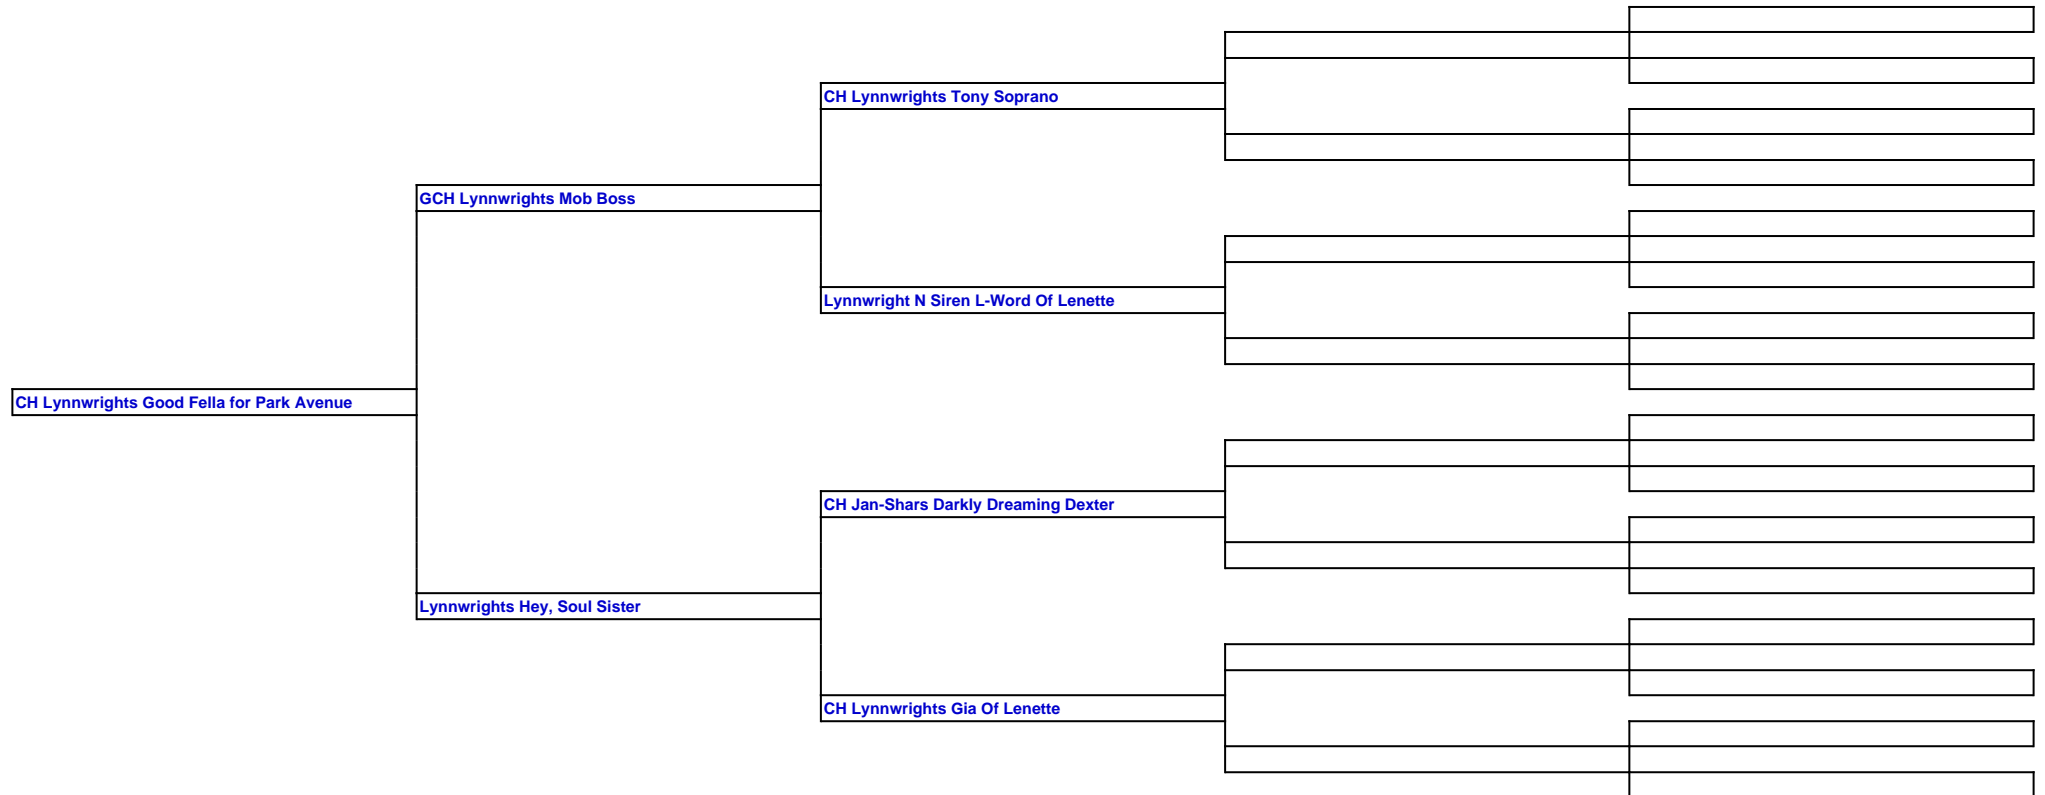 CH Lynnwrights Tony Soprano
GCH Lynnwrights Mob Boss
Lynnwright N Siren L-Word Of Lenette
CH Lynnwrights Good Fella for Park Avenue
CH Jan-Shars Darkly Dreaming Dexter
Lynnwrights Hey, Soul Sister
CH Lynnwrights Gia Of Lenette